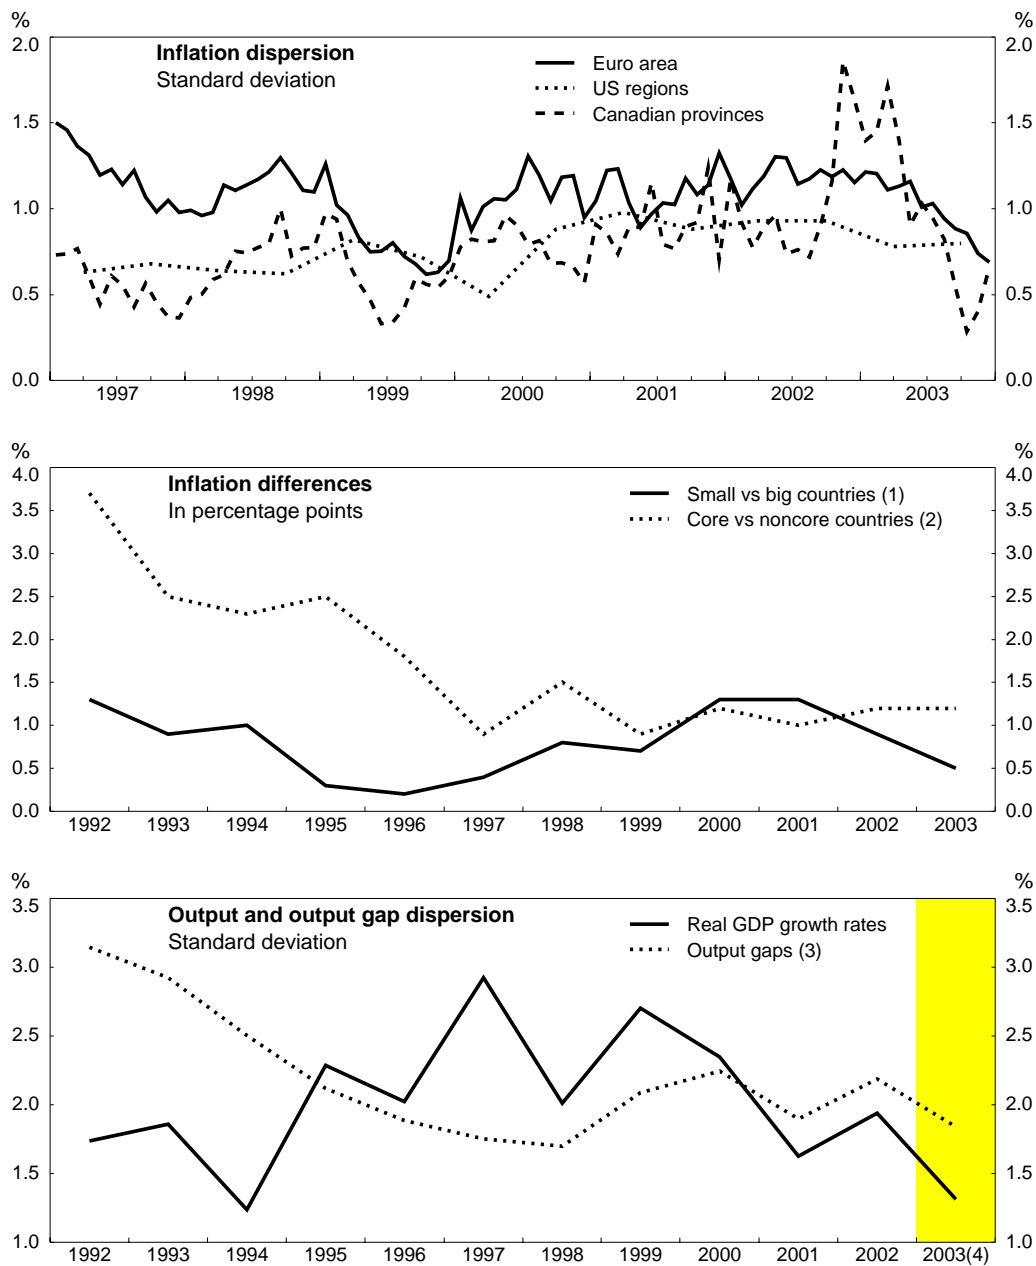 % %
Inflation dispersion
Standard deviation
Euro area
US regions
Canadian provinces
2.0 2.0
1.5 1.5
1.0 1.0
0.5 0.5
0.0 0.0
1997 1998 1999 2000 2001 2002 2003
% %
Inflation differences
In percentage points
Small vs big countries (1)
Core vs noncore countries (2)
4.0 4.0
3.5 3.5
3.0 3.0
2.5 2.5
2.0 2.0
1.5 1.5
1.0 1.0
0.5 0.5
0.0 0.0
1992 1993 1994 1995 1996 1997 1998 1999 2000 2001 2002 2003
% %
Output and output gap dispersion
Standard deviation
Real GDP growth rates
Output gaps (3)
3.5 3.5
3.0 3.0
2.5 2.5
2.0 2.0
1.5 1.5
1.0 1.0
1992 1993 1994 1995 1996 1997 1998 1999 2000 2001 2002 2003(4)